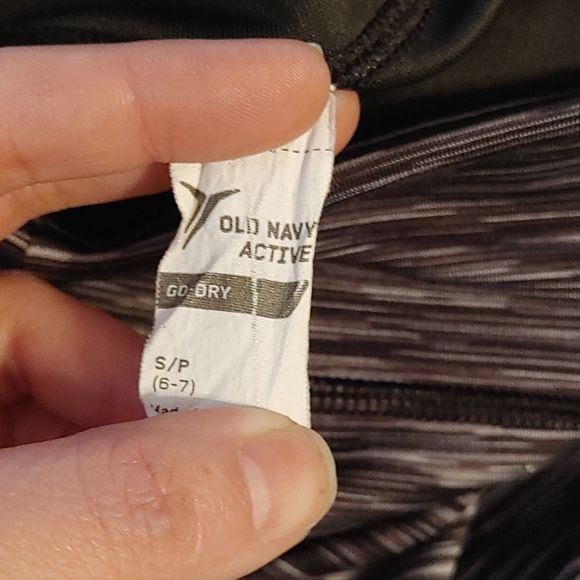 OLD NAVY
ACTIVE
GO-DRY
S/P
(6-7)